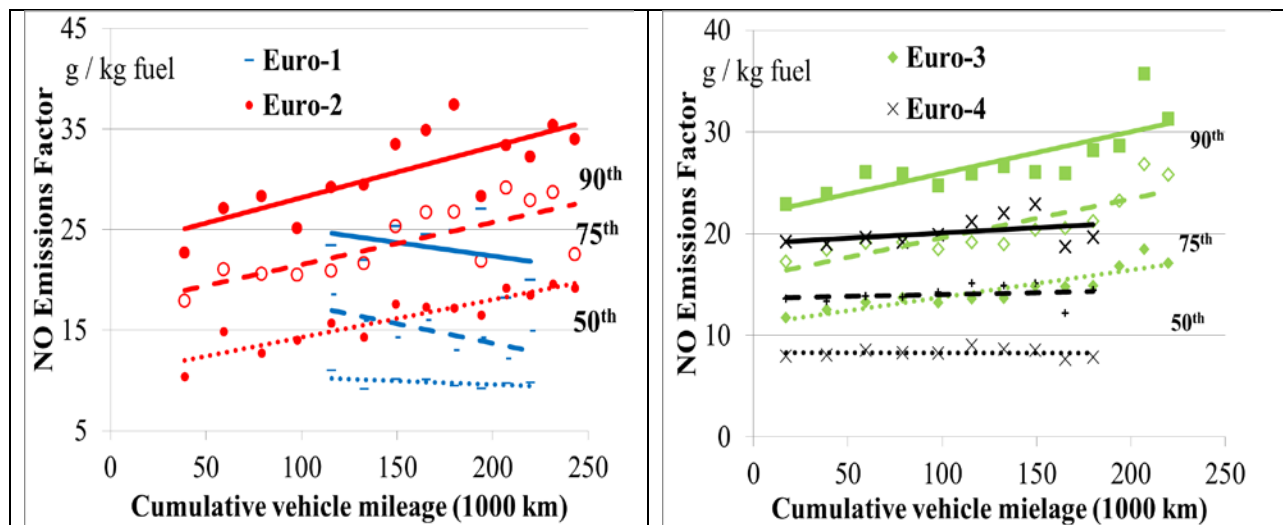 45
35
25
15
5
NO Emissions Factor
g / kg fuel
Euro-1
Euro-2
90th
75th
50th
0
50
100
150
200
250
Cumulative vehicle mileage (1000 km)
40
30
20
10
0
NO Emissions Factor
g / kg fuel
Euro-3
Euro-4
90th
75th
50th
0
50
100
150
200
250
Cumulative vehicle mielage (1000 km)